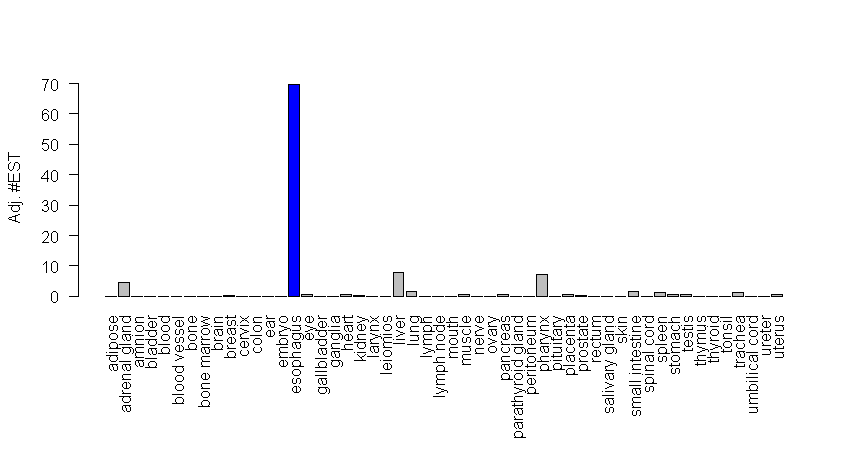 Adj. #EST
70
60
50
40
30
20
10
0
adipose
adrenal gland
amnion
bladder
blood
blood vessel
bone
bone marrow
brain
breast
cervix
colon
ear
embryo
esophagus
eye
gallbladder
ganglia
heart
kidney
larynx
leiomios
liver
lung
lymph
lymph node
mouth
muscle
nerve
ovary
pancreas
parathyroid gland
peritoneum
pharynx
pituitary
placenta
prostate
rectum
salivary gland
skin
small intestine
spinal cord
spleen
stomach
testis
thymus
thyroid
tonsil
trachea
umbilical cord
ureter
uterus